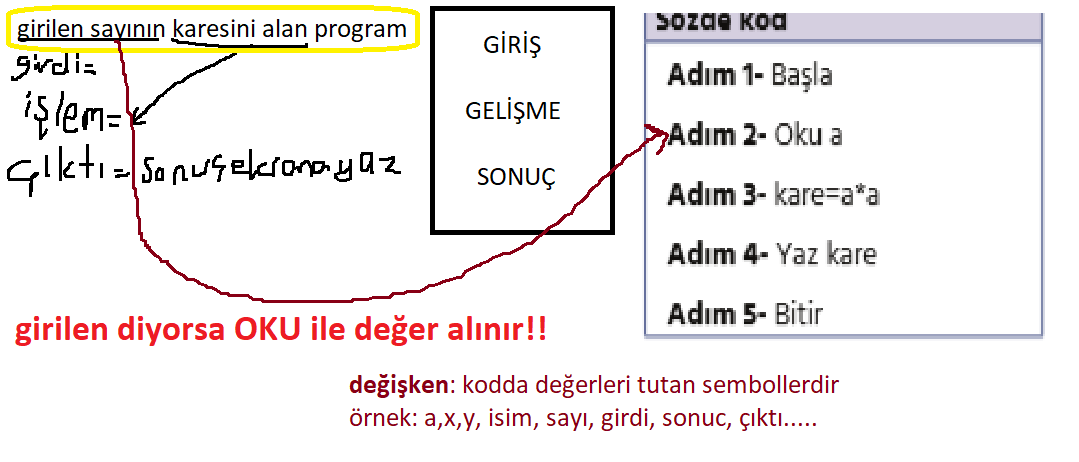 girilen sayının karesini alan program
girdi=
işlem=
çıktı=sonuçekranayaz
GİRİŞ
GELİŞME
SONUÇ
Sözde kod
Adım 1- Başla
Adım 2- Oku a
Adım 3- kare=a*a
Adım 4- Yaz kare
Adım 5- Bitir
girilen diyorsa OKU ile değer alınır!!
değişken: kodda değerleri tutan sembollerdir
örnek: a,x,y, isim, sayı, girdi, sonuc, çıktı.....